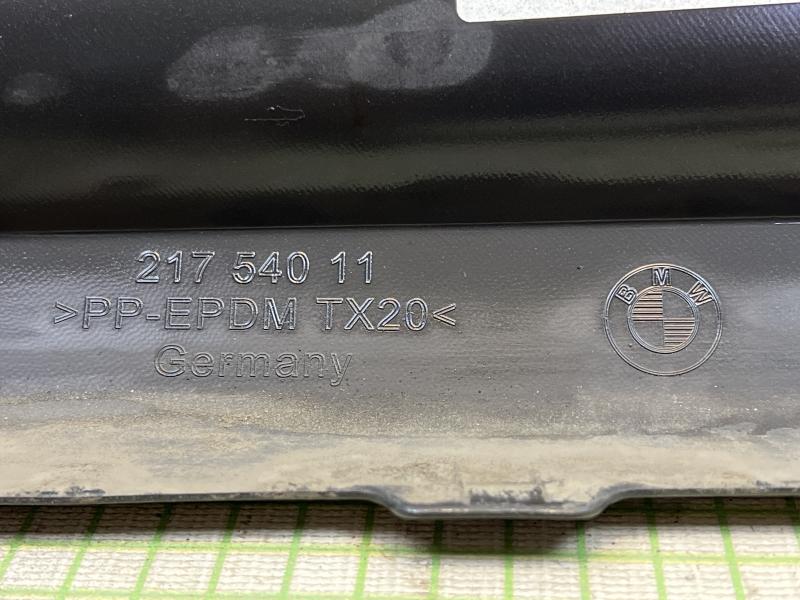 217 540 11
>PP-EPDM TX20<
Germany
BMW